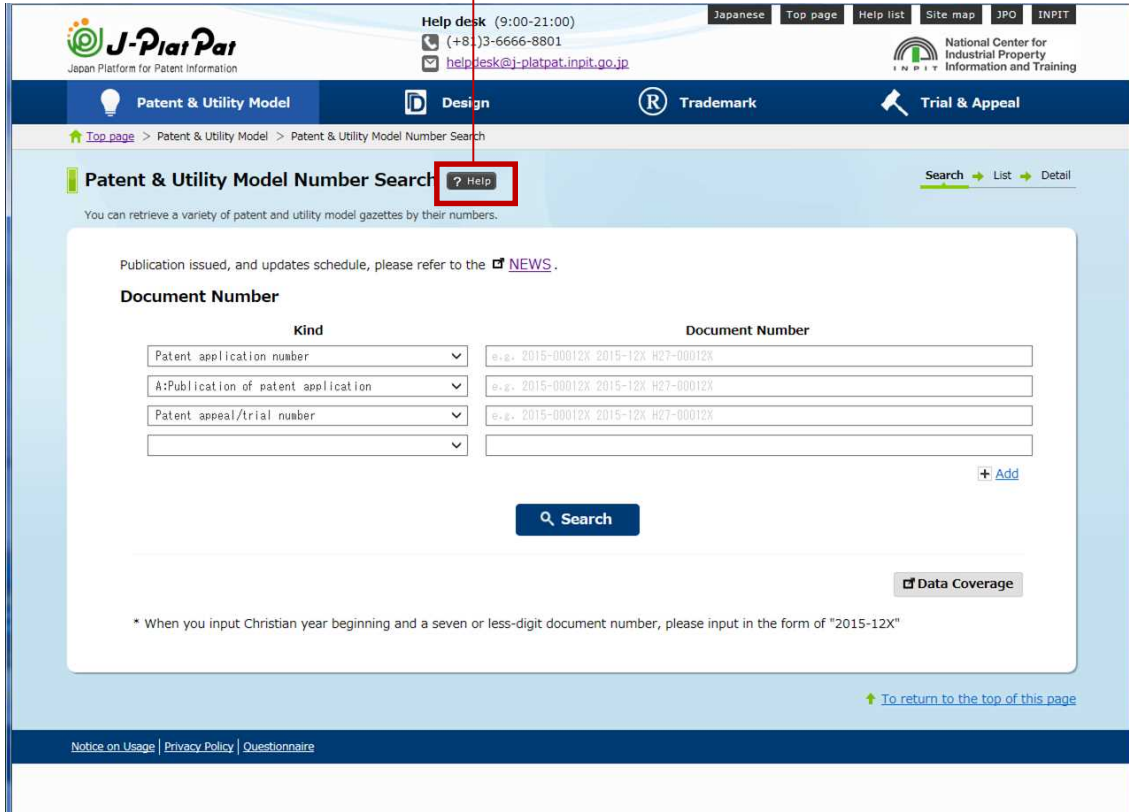 Japanese Top page Help list Site map JPO INPIT
J-PlatPat
Japan Platform for Patent Information
Help desk (9:00-21:00)
(+81)3-6666-8801
helpdesk@j-platpat.inpit.go.jp
INPIT
National Center for
Industrial Property
Information and Training
Patent & Utility Model
Design
R Trademark
Trial & Appeal
Top page > Patent & Utility Model > Patent & Utility Model Number Search
Patent & Utility Model Number Search ? Help
Search List Detail
You can retrieve a variety of patent and utility model gazettes by their numbers.
Publication issued, and updates schedule, please refer to the NEWS .
Document Number
Kind Document Number
Patent application number e.g. 2015-00012X 2015-12X H27-00012X
A:Publication of patent application e.g. 2015-00012X 2015-12X H27-00012X
Patent appeal/trial number e.g. 2015-00012X 2015-12X H27-00012X
+ Add
Search
Data Coverage
* When you input Christian year beginning and a seven or less-digit document number, please input in the form of "2015-12X"
To return to the top of this page
Notice on Usage | Privacy Policy | Questionnaire